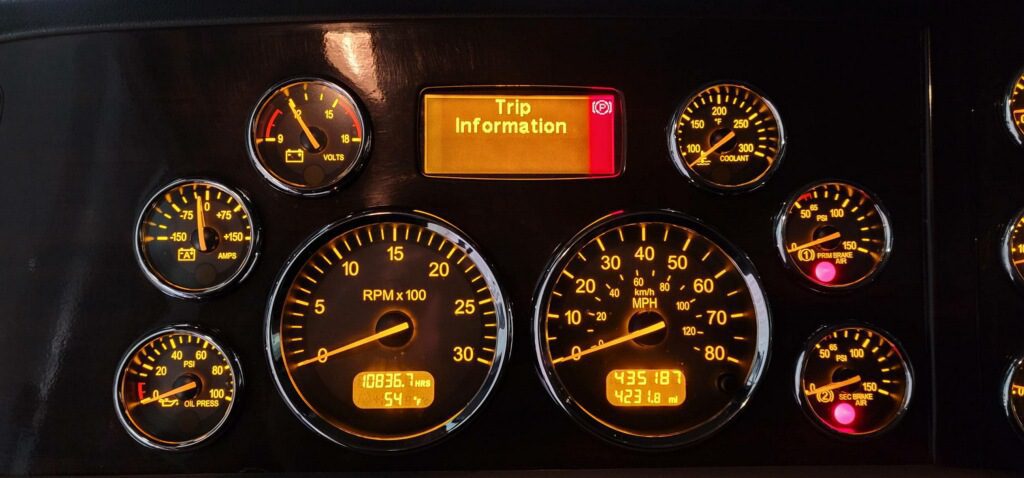 Trip
Information
P
9
12
15
18
VOLTS
100
150
200
250
300
°F
COOLANT
-150
-75
0
+75
+150
A
AMPS
50
65
100
150
PSI
1
PRIM BRAKE
AIR
0
5
10
15
20
25
30
RPM x 100
10836.7 HRS
54 °F
0
10
20
30
40
50
60
70
80
20
40
60
80
100
120
km/h
MPH
435187
4231.8 mi
0
20
40
60
80
100
PSI
OIL PRESS
0
50
65
100
150
PSI
2
SEC BRAKE
AIR